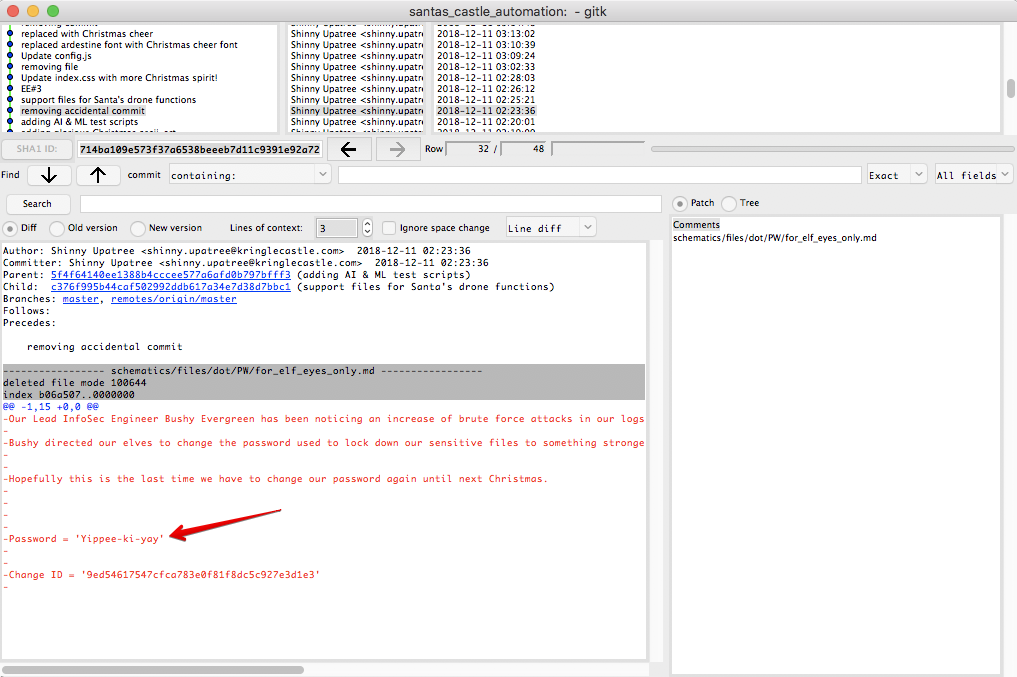 santas_castle_automation: - gitk
replaced with Christmas cheer
replaced ardestine font with Christmas cheer font
Update config.js
removing file
Update index.css with more Christmas spirit!
EE#3
support files for Santa's drone functions
removing accidental commit
adding AI & ML test scripts
Shinny Upatree <shinny.upatr
Shinny Upatree <shinny.upatr
Shinny Upatree <shinny.upatr
Shinny Upatree <shinny.upatr
Shinny Upatree <shinny.upatr
Shinny Upatree <shinny.upatr
Shinny Upatree <shinny.upatr
Shinny Upatree <shinny.upatr
Shinny Upatree <shinny.upatr
2018-12-11 03:13:02
2018-12-11 03:10:39
2018-12-11 03:09:24
2018-12-11 03:02:33
2018-12-11 02:28:03
2018-12-11 02:26:12
2018-12-11 02:25:21
2018-12-11 02:23:36
2018-12-11 02:20:01
SHA1 ID: 714ba109e573f37a6538beeeb7d11c9391e92a72 Row 32 / 48
Find commit containing: Exact All fields
Search
Diff Old version New version Lines of context: 3 Ignore space change Line diff
Patch Tree
Comments
schematics/files/dot/PW/for_elf_eyes_only.md
Author: Shinny Upatree <shinny.upatree@kringlecastle.com> 2018-12-11 02:23:36
Committer: Shinny Upatree <shinny.upatree@kringlecastle.com> 2018-12-11 02:23:36
Parent: 5f4f64140ee1388b4cccee577a6afd0b797bfff3 (adding AI & ML test scripts)
Child: c376f995b44caf502992ddb617a34e7d38d7bbc1 (support files for Santa's drone functions)
Branches: master, remotes/origin/master
Follows:
Precedes:
removing accidental commit
----------------- schematics/files/dot/PW/for_elf_eyes_only.md -----------------
deleted file mode 100644
index b06a507..0000000
@@ -1,15 +0,0 @@
-Our Lead InfoSec Engineer Bushy Evergreen has been noticing an increase of brute force attacks in our logs
-
-Bushy directed our elves to change the password used to lock down our sensitive files to something stronge
-
-
-Hopefully this is the last time we have to change our password again until next Christmas.
-
-
-
-
-Password = 'Yippee-ki-yay'
-
-
-Change ID = '9ed54617547cfca783e0f81f8dc5c927e3d1e3'
-